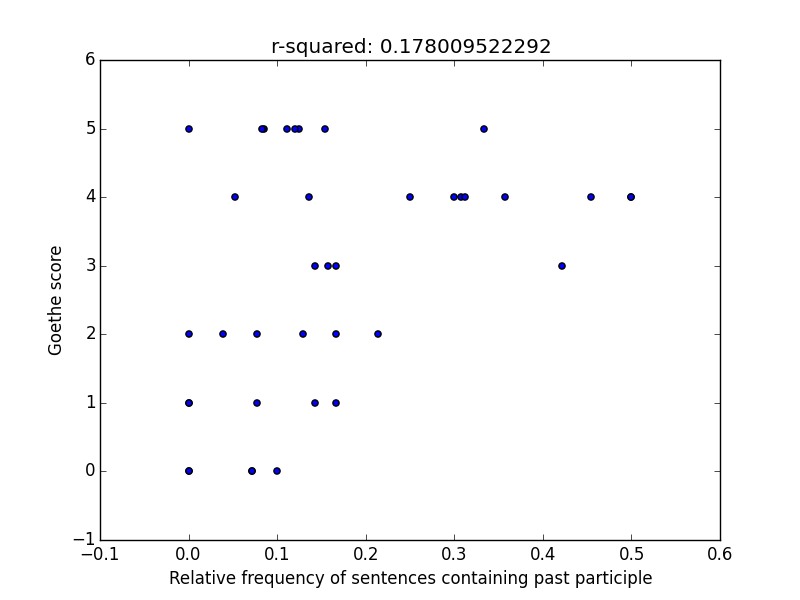 r-squared: 0.178009522292
6
5
4
3
2
1
0
−1
Goethe score
−0.1 0.0 0.1 0.2 0.3 0.4 0.5 0.6
Relative frequency of sentences containing past participle